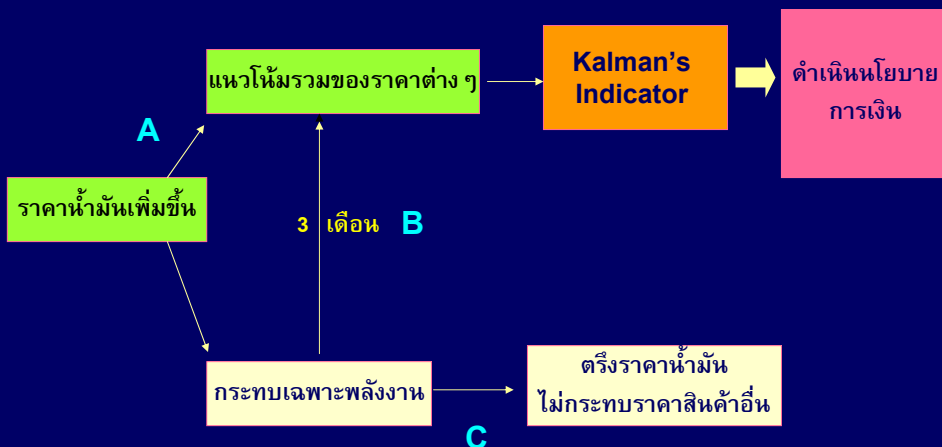 แนวโน้มรวมของราคาต่าง ๆ
Kalman's
Indicator
ดำเนินนโยบาย
การเงิน
A
ราคาน้ำมันเพิ่มขึ้น
3 เดือน B
กระทบเฉพาะพลังงาน
ตรึงราคาน้ำมัน
ไม่กระทบราคาสินค้าอื่น
C